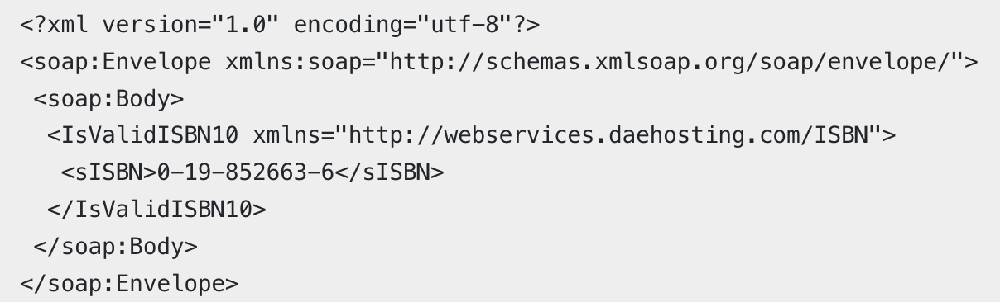 <?xml version="1.0" encoding="utf-8"?>
<soap:Envelope xmlns:soap="http://schemas.xmlsoap.org/soap/envelope/">
 <soap:Body>
  <IsValidISBN10 xmlns="http://webservices.daehosting.com/ISBN">
   <sISBN>0-19-852663-6</sISBN>
  </IsValidISBN10>
 </soap:Body>
</soap:Envelope>